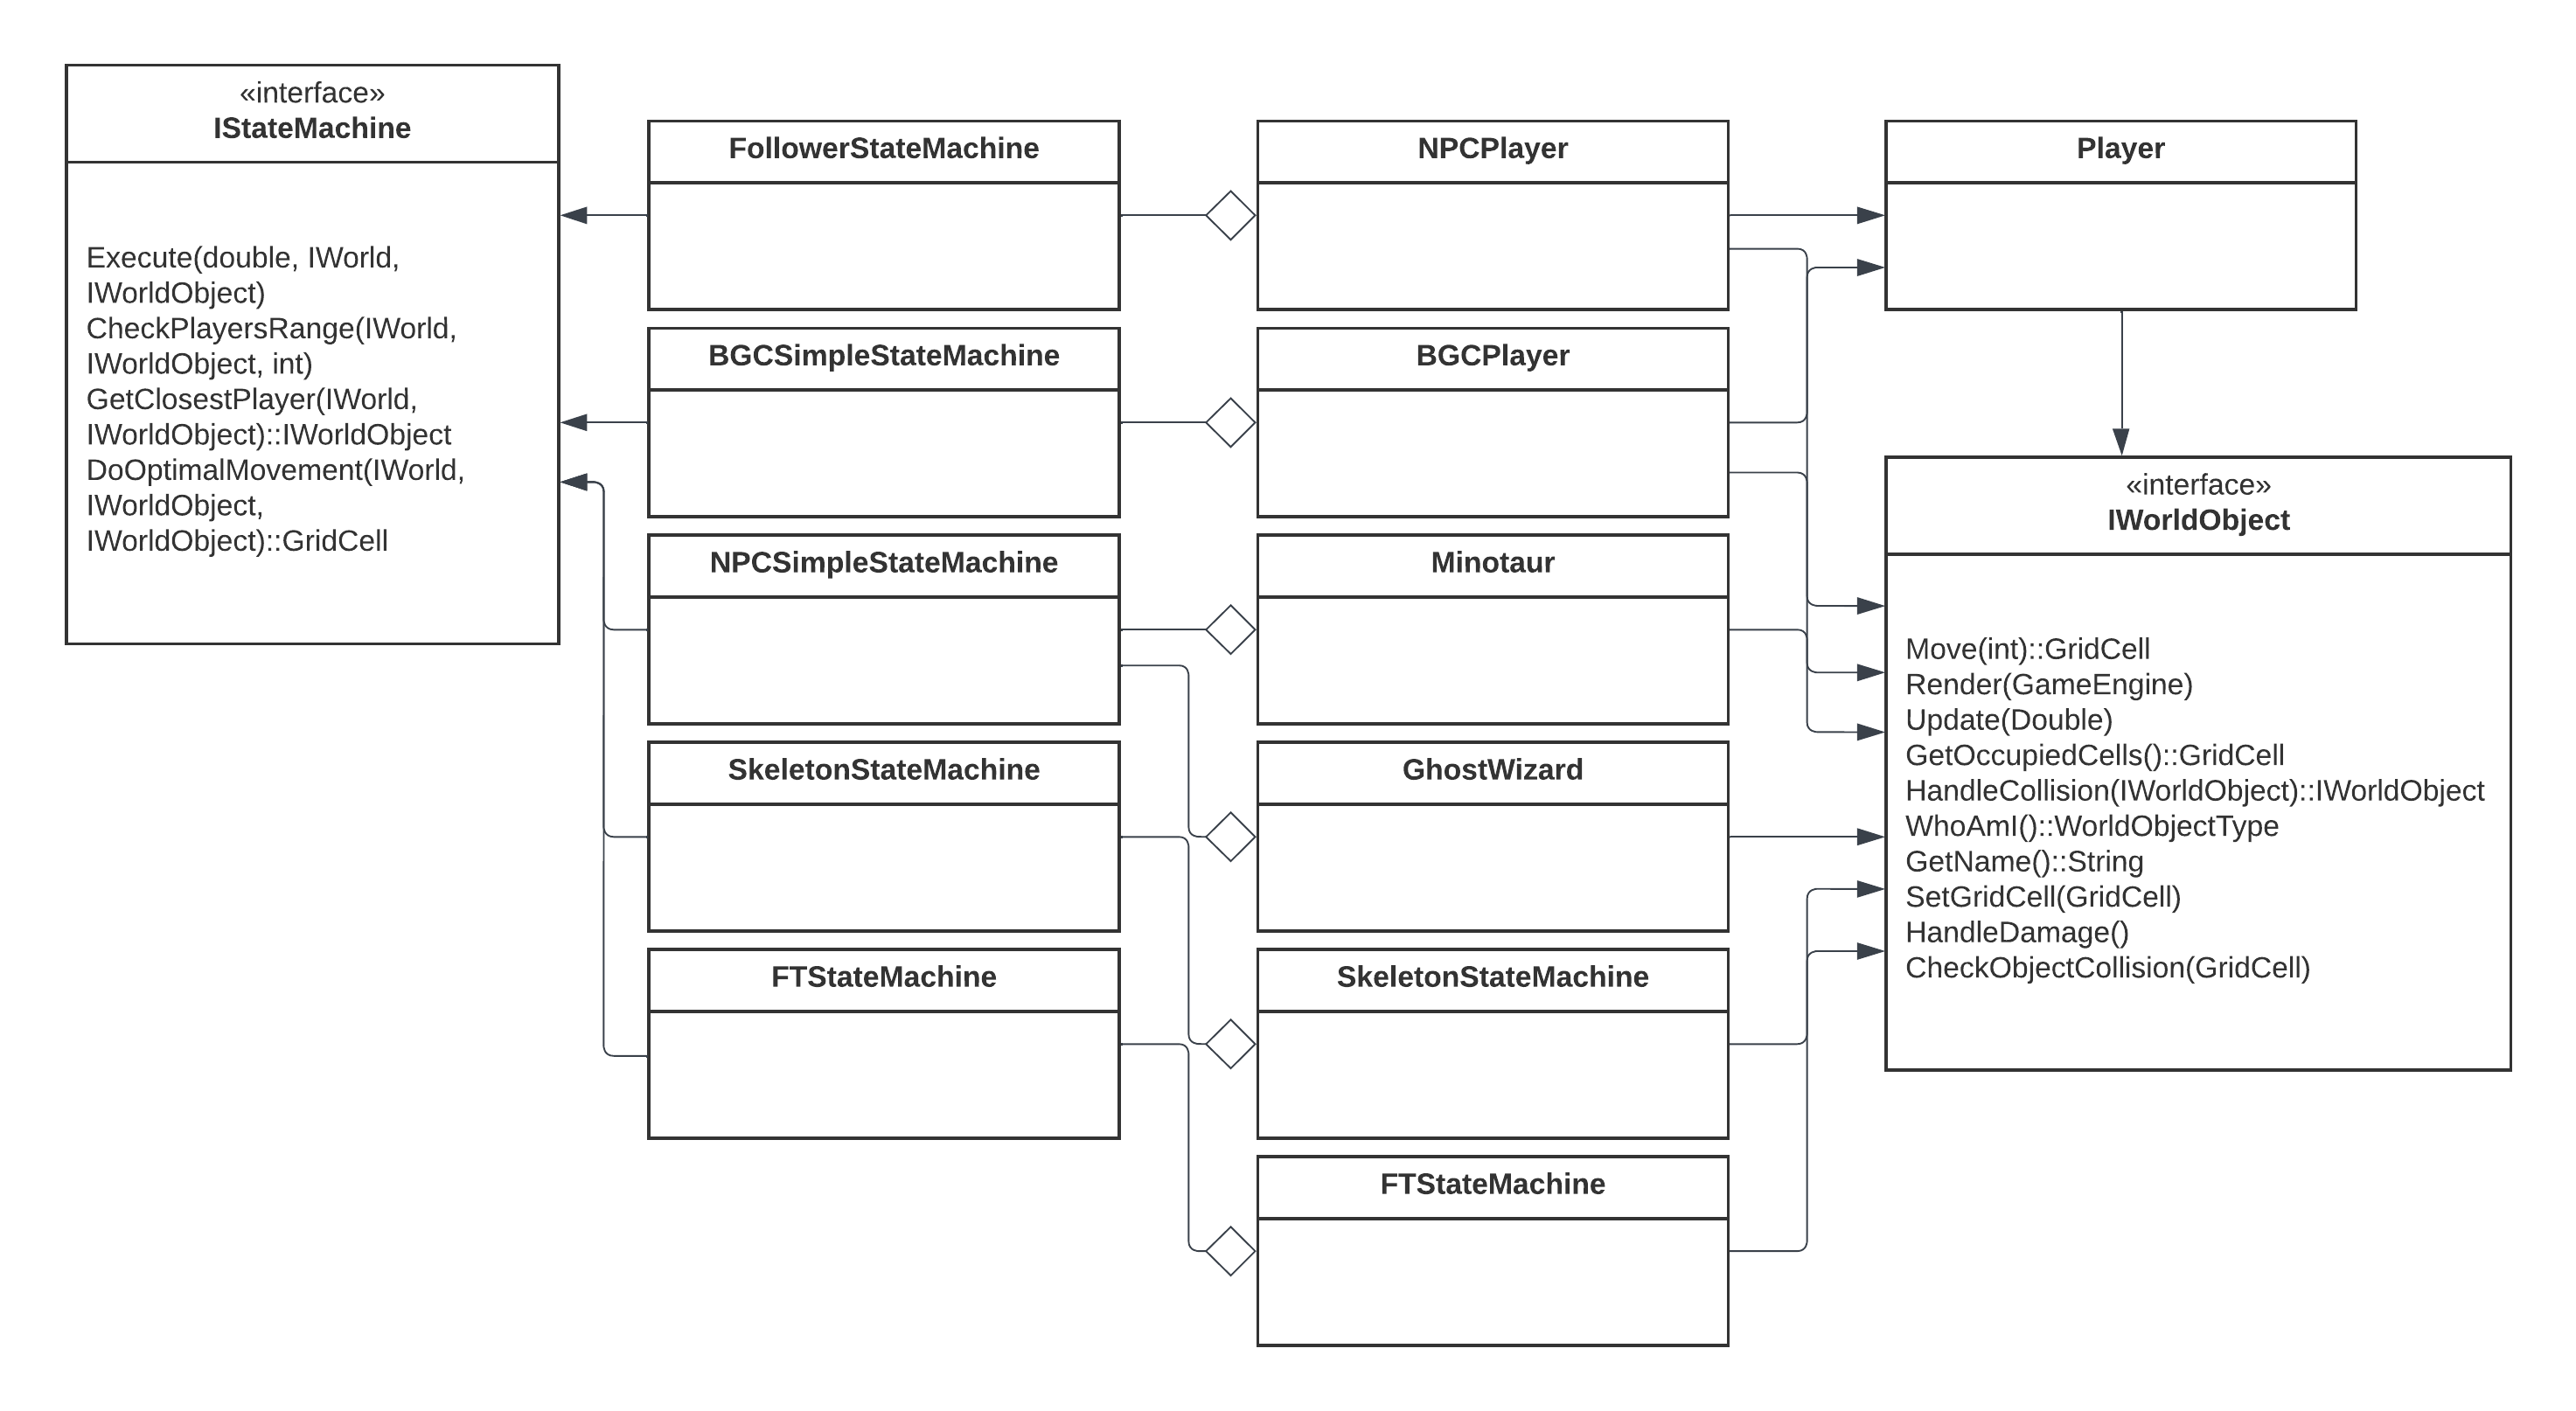 «interface»
IStateMachine
Execute(double, IWorld,
IWorldObject)
CheckPlayersRange(IWorld,
IWorldObject, int)
GetClosestPlayer(IWorld,
IWorldObject)::IWorldObject
DoOptimalMovement(IWorld,
IWorldObject,
IWorldObject)::GridCell
FollowerStateMachine
BGCSimpleStateMachine
NPCSimpleStateMachine
SkeletonStateMachine
FTStateMachine
NPCPlayer
BGCPlayer
Minotaur
GhostWizard
SkeletonStateMachine
FTStateMachine
Player
«interface»
IWorldObject
Move(int)::GridCell
Render(GameEngine)
Update(Double)
GetOccupiedCells()::GridCell
HandleCollision(IWorldObject)::IWorldObject
WhoAmI()::WorldObjectType
GetName()::String
SetGridCell(GridCell)
HandleDamage()
CheckObjectCollision(GridCell)